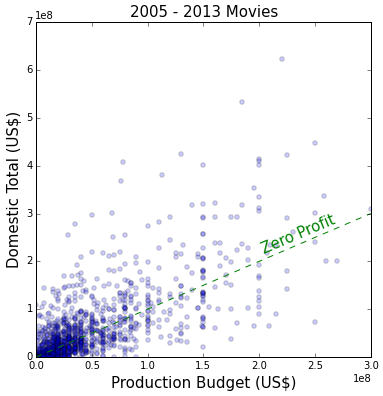 2005 - 2013 Movies
1e8
7
6
5
4
3
2
1
0
Domestic Total (US$)
Zero Profit
0.0 0.5 1.0 1.5 2.0 2.5 3.0
Production Budget (US$)
1e8